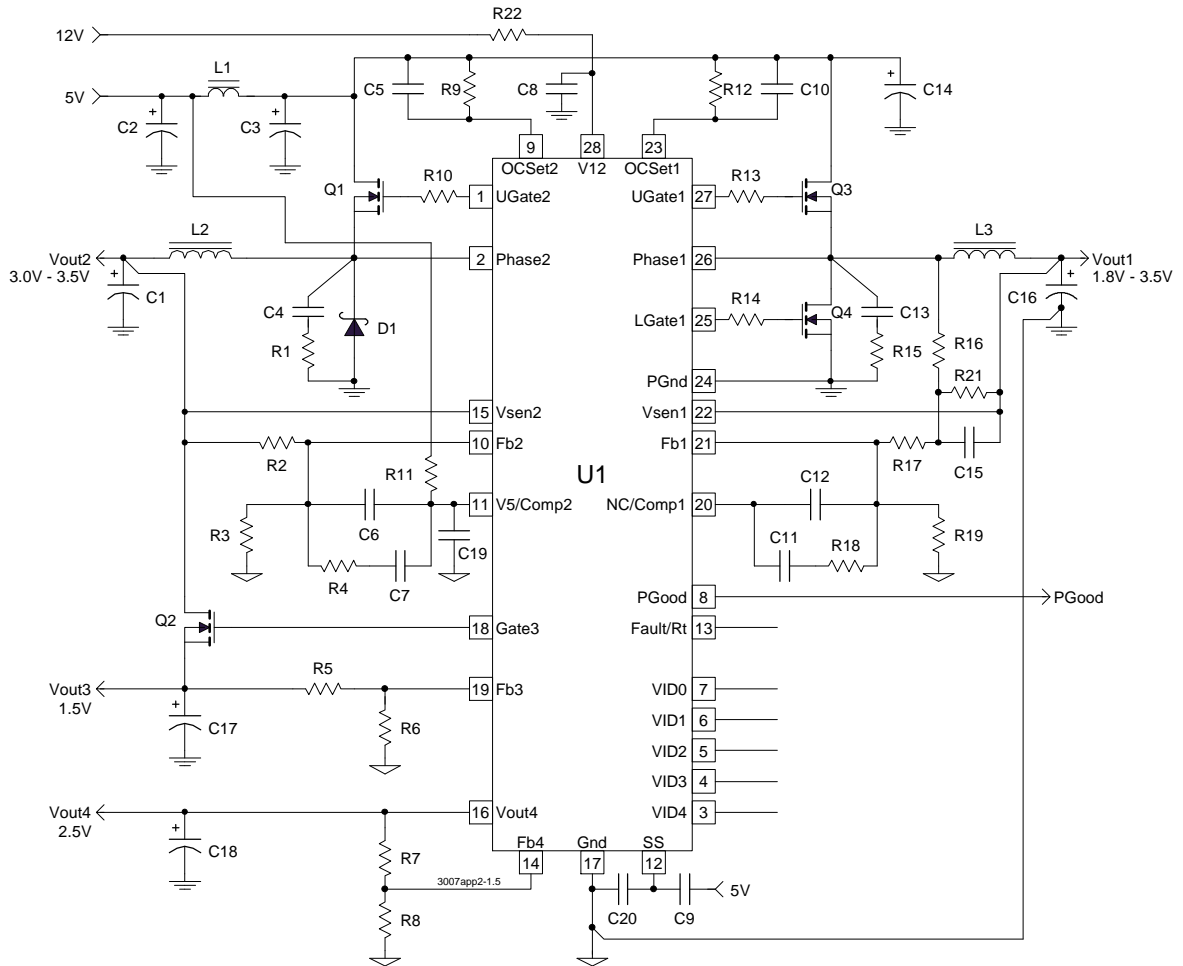 R22
12V
L1
5V
C2
C3
C5
R9
C8
R12
C10
C14
9
28
23
OCSet2
V12
OCSet1
Q1
R10
1
UGate2
UGate1
27
R13
Q3
L2
Vout2
3.0V - 3.5V
2
Phase2
Phase1
26
L3
Vout1
1.8V - 3.5V
C1
C4
R1
D1
LGate1
25
R14
Q4
C13
R15
R16
C16
R21
PGnd
24
15
Vsen2
Vsen1
22
R2
10
Fb2
Fb1
21
R17
C15
R11
U1
R3
C6
11
V5/Comp2
NC/Comp1
20
C12
C19
R4
C7
C11
R18
R19
PGood
8
PGood
Q2
18
Gate3
Fault/Rt
13
Vout3
1.5V
R5
19
Fb3
VID0
7
C17
R6
VID1
6
VID2
5
VID3
4
Vout4
2.5V
16
Vout4
VID4
3
C18
R7
Fb4
Gnd
SS
14
17
12
3007app2-1.5
5V
R8
C20
C9
+
+
+
+
+
+
+